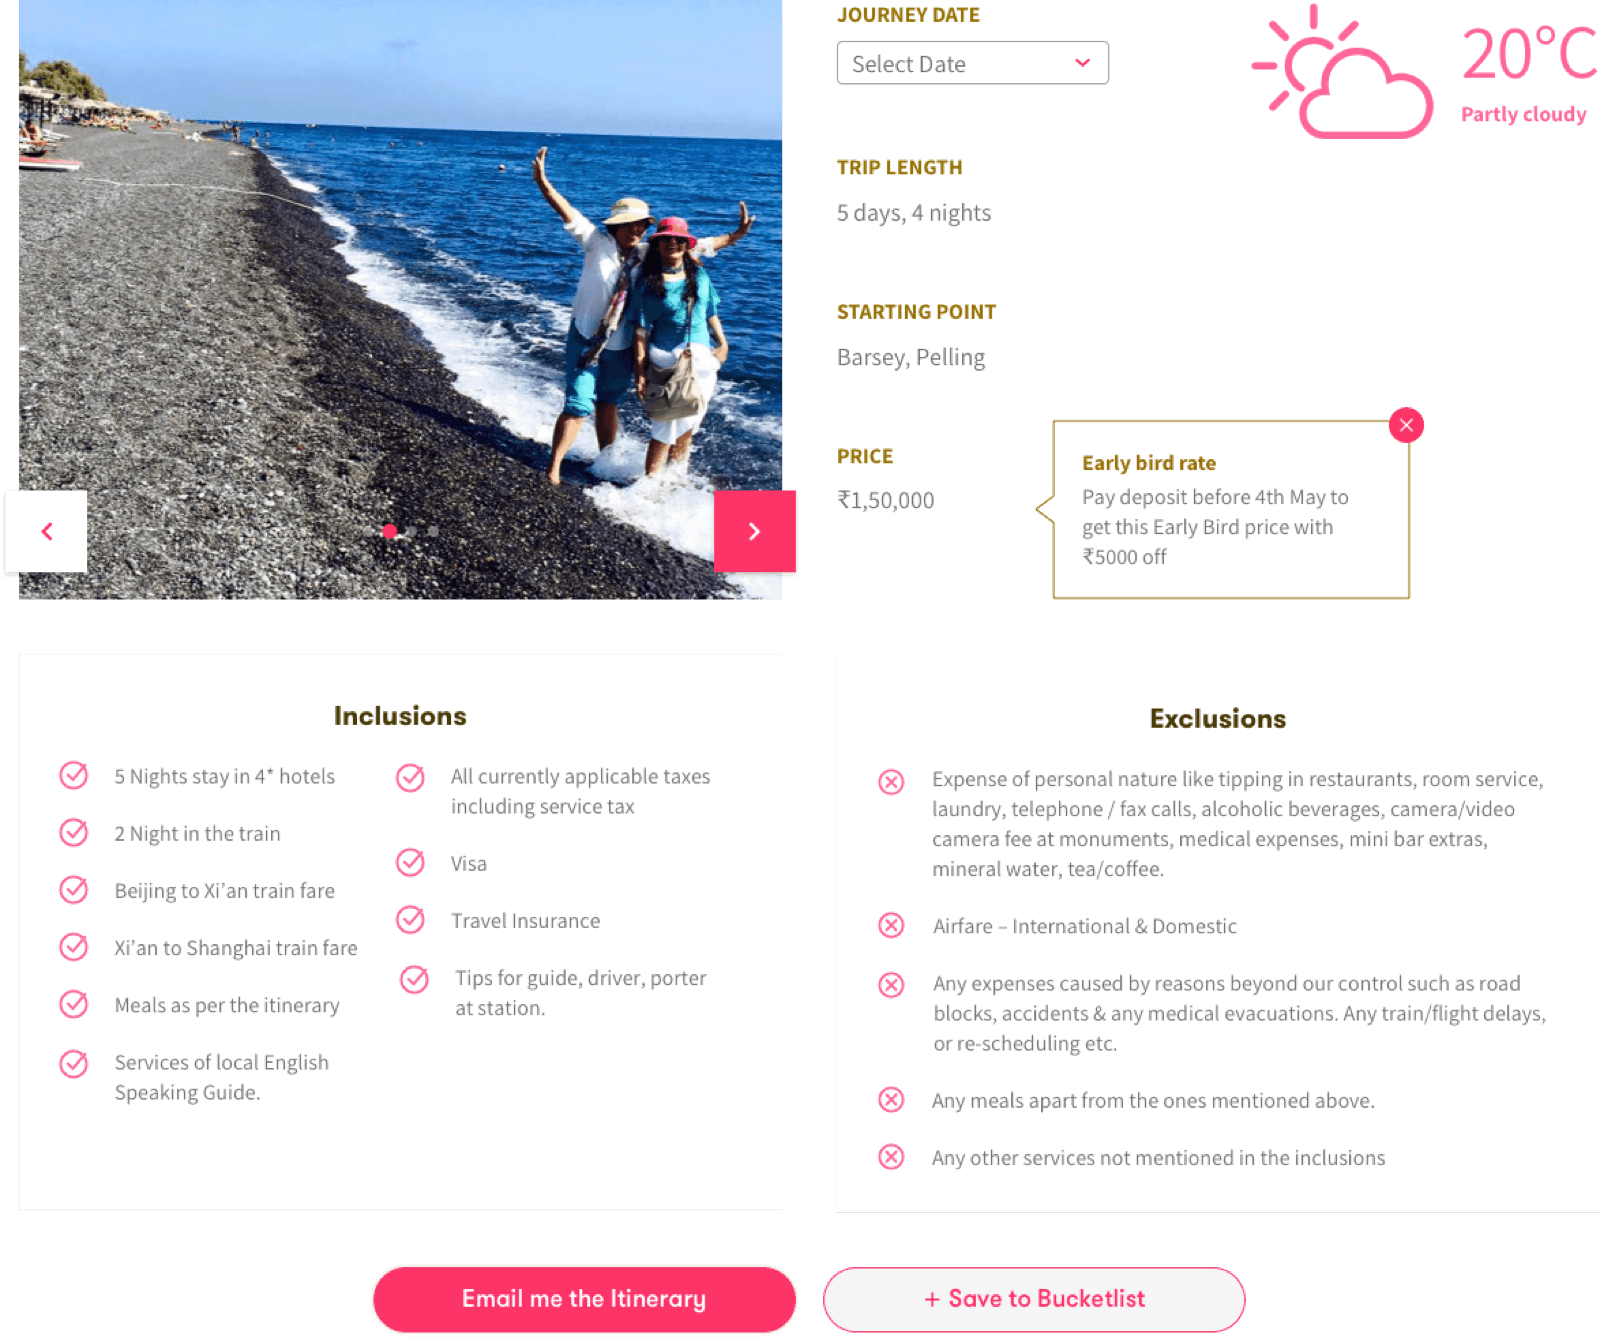 JOURNEY DATE
Select Date
20°C
Partly cloudy
TRIP LENGTH
5 days, 4 nights
STARTING POINT
Barsey, Pelling
PRICE
₹1,50,000
Early bird rate
Pay deposit before 4th May to
get this Early Bird price with
₹5000 off
Inclusions
5 Nights stay in 4* hotels
2 Night in the train
Beijing to Xi’an train fare
Xi’an to Shanghai train fare
Meals as per the itinerary
Services of local English
Speaking Guide.
All currently applicable taxes
including service tax
Visa
Travel Insurance
Tips for guide, driver, porter
at station.
Exclusions
Expense of personal nature like tipping in restaurants, room service,
laundry, telephone / fax calls, alcoholic beverages, camera/video
camera fee at monuments, medical expenses, mini bar extras,
mineral water, tea/coffee.
Airfare – International & Domestic
Any expenses caused by reasons beyond our control such as road
blocks, accidents & any medical evacuations. Any train/flight delays,
or re-scheduling etc.
Any meals apart from the ones mentioned above.
Any other services not mentioned in the inclusions
Email me the Itinerary
+ Save to Bucketlist